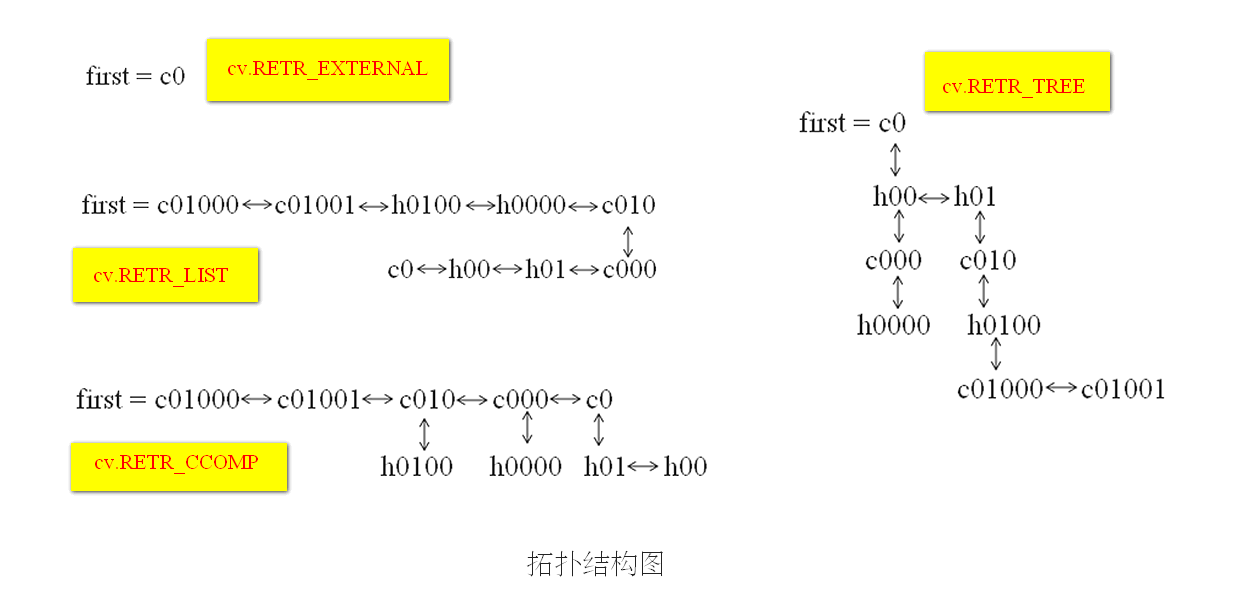 first = c0
cv.RETR_EXTERNAL
first = c01000↔c01001↔h0100↔h0000↔c010
↕
c0↔h00↔h01↔c000
cv.RETR_LIST
first = c01000↔c01001↔c010↔c000↔c0
↕ ↕ ↕
h0100 h0000 h01↔h00
cv.RETR_CCOMP
cv.RETR_TREE
first = c0
↕
h00↔h01
↕ ↕
c000 c010
↕ ↕
h0000 h0100
↕
c01000↔c01001
拓扑结构图